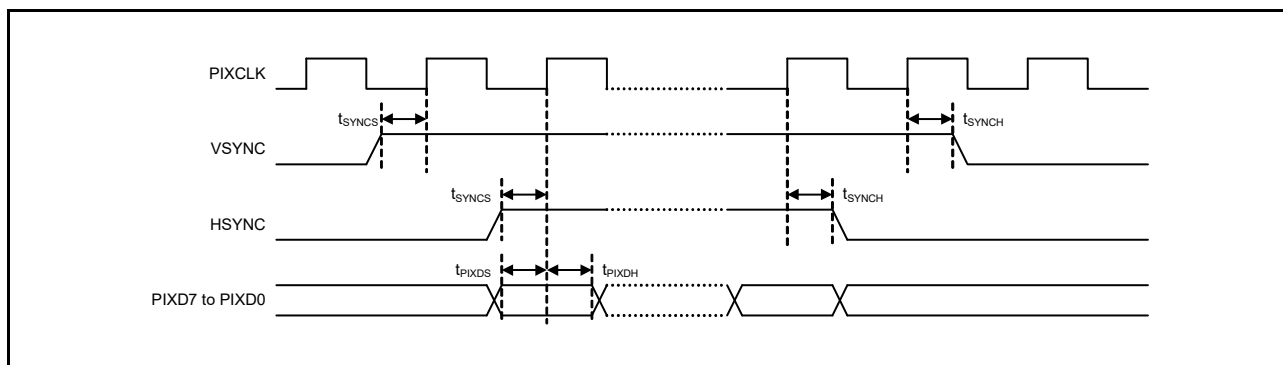 PIXCLK
tSYNCS
tSYNCH
VSYNC
tSYNCS
tSYNCH
HSYNC
tPIXDS
tPIXDH
PIXD7 to PIXD0